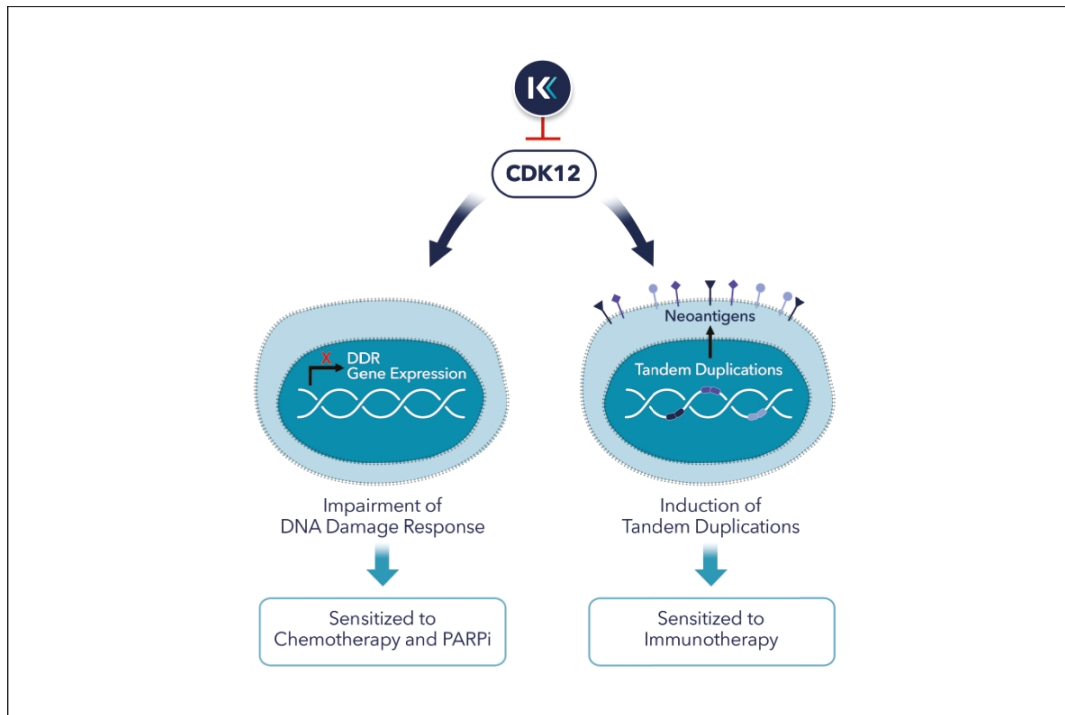 K
CDK12
X
DDR
Gene Expression
Neoantigens
Tandem Duplications
Impairment of
DNA Damage Response
Induction of
Tandem Duplications
Sensitized to
Chemotherapy and PARPi
Sensitized to
Immunotherapy